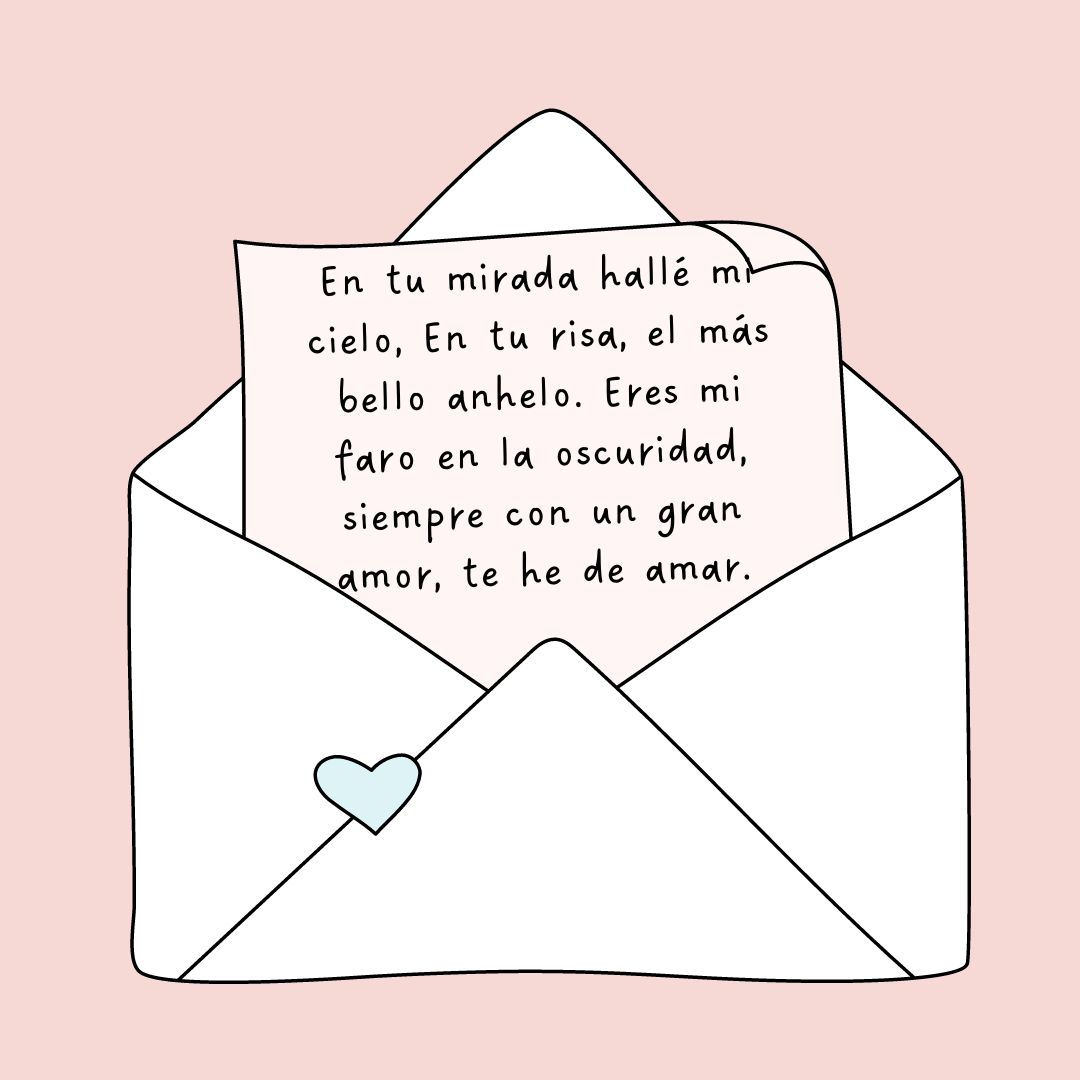 En tu mirada hallé mi
cielo, En tu risa, el más
bello anhelo. Eres mi
faro en la oscuridad,
siempre con un gran
amor, te he de amar.